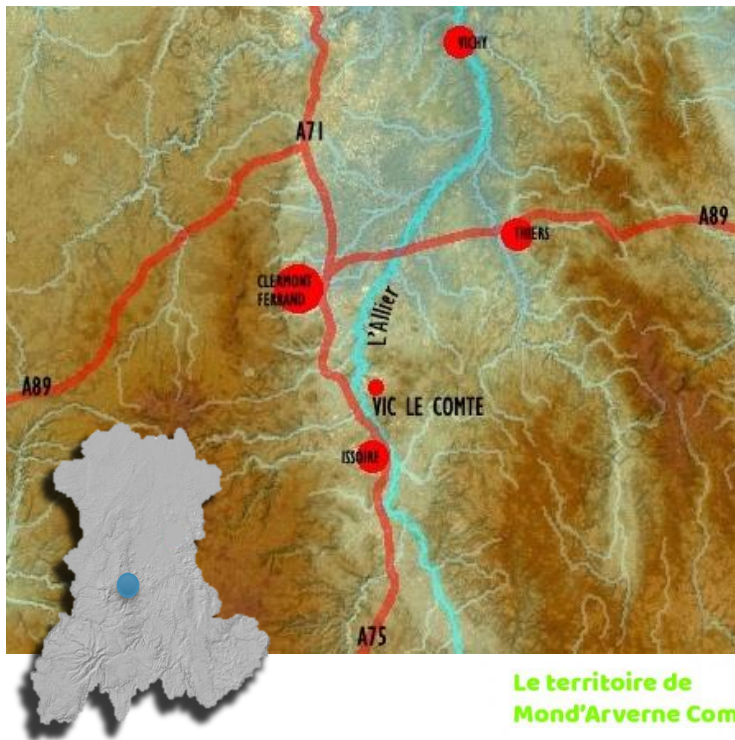 VICHY
A71
A89
THIERS
CLERMONT
FERRAND
L'Allier
A89
VIC LE COMTE
ISSOIRE
A75
Le territoire de
Mond'Arverne Com